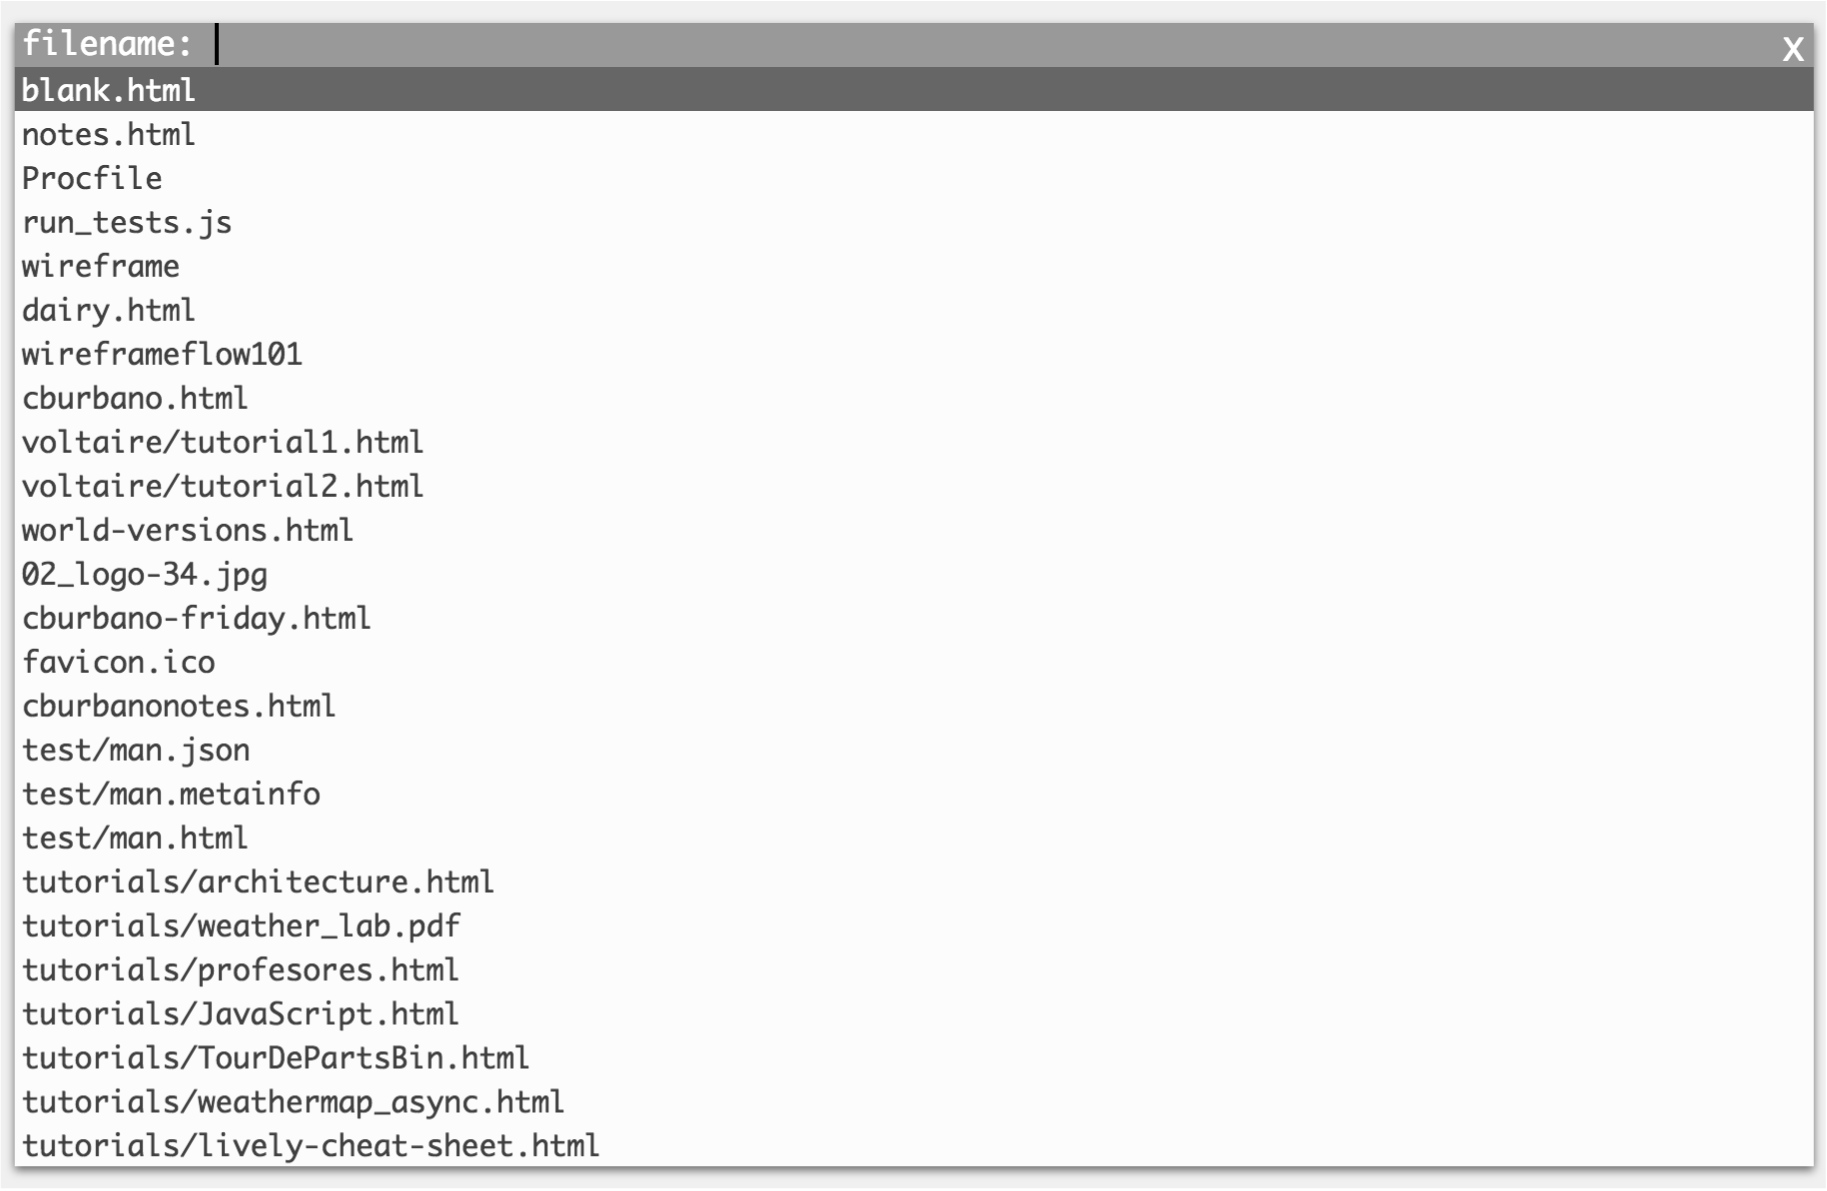 filename:
X
blank.html
notes.html
Procfile
run_tests.js
wireframe
dairy.html
wireframeflow101
cburbano.html
voltaire/tutorial1.html
voltaire/tutorial2.html
world-versions.html
02_logo-34.jpg
cburbano-friday.html
favicon.ico
cburbanonotes.html
test/man.json
test/man.metainfo
test/man.html
tutorials/architecture.html
tutorials/weather_lab.pdf
tutorials/profesores.html
tutorials/JavaScript.html
tutorials/TourDePartsBin.html
tutorials/weathermap_async.html
tutorials/lively-cheat-sheet.html